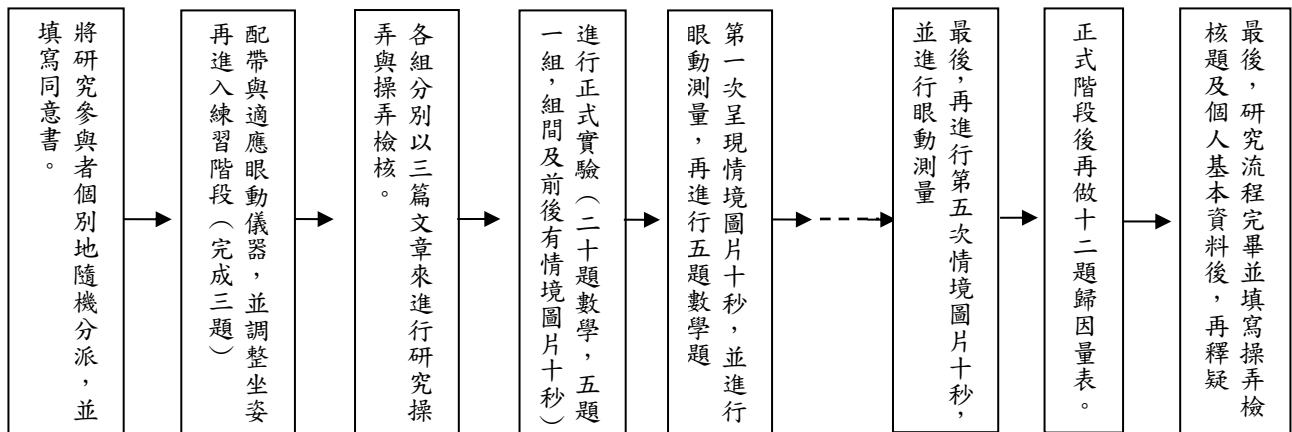 將研究參與者個別地隨機分派，並
填寫同意書。
配帶與適應眼動儀器，並調整坐姿
再進入練習階段（完成三題）
各組分別以三篇文章來進行研究操
弄與操弄檢核。
進行正式實驗（二十題數學，五題
一組，組間及前後有情境圖片十秒）
第一次呈現情境圖片十秒，並進行
眼動測量，再進行五題數學題
最後，再進行第五次情境圖片十秒，
並進行眼動測量
正式階段後再做十二題歸因量表。
最後，研究流程完畢並填寫操弄檢
核題及個人基本資料後，再釋疑